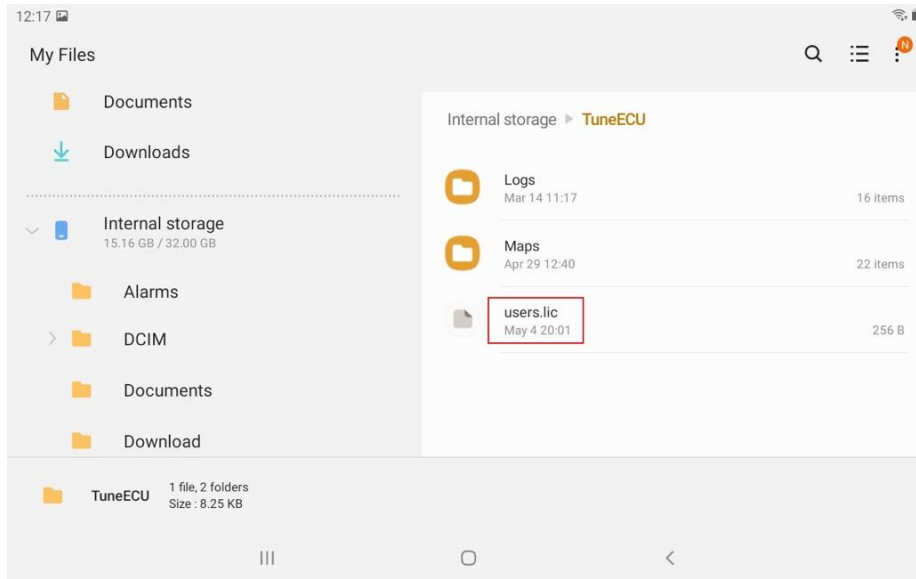 12:17
My Files
N
Documents
Downloads
Internal storage
15.16 GB / 32.00 GB
Alarms
DCIM
Documents
Download
Internal storage TuneECU
Logs
Mar 14 11:17
16 items
Maps
Apr 29 12:40
22 items
users.lic
May 4 20:01
256 B
TuneECU
1 file, 2 folders
Size : 8.25 KB